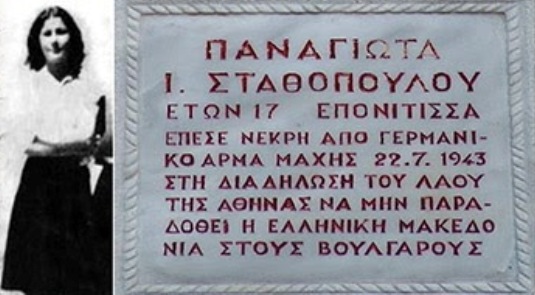 ΠΑΝΑΓΙΩΤΑ
Ι. ΣΤΑΘΟΠΟΥΛΟΥ
ΕΤΩΝ 17 ΕΠΟΝΙΤΙΣΣΑ
ΕΠΕΣΕ ΝΕΚΡΗ ΑΠΟ ΓΕΡΜΑΝΙ-
ΚΟ ΑΡΜΑ ΜΑΧΗΣ 22.7. 1943
ΣΤΗ ΔΙΑΔΗΛΩΣΗ ΤΟΥ ΛΑΟΥ
ΤΗΣ ΑΘΗΝΑΣ ΝΑ ΜΗΝ ΠΑΡΑ-
ΔΟΘΕΙ Η ΕΛΛΗΝΙΚΗ ΜΑΚΕΔΟ
ΝΙΑ ΣΤΟΥΣ ΒΟΥΛΓΑΡΟΥΣ